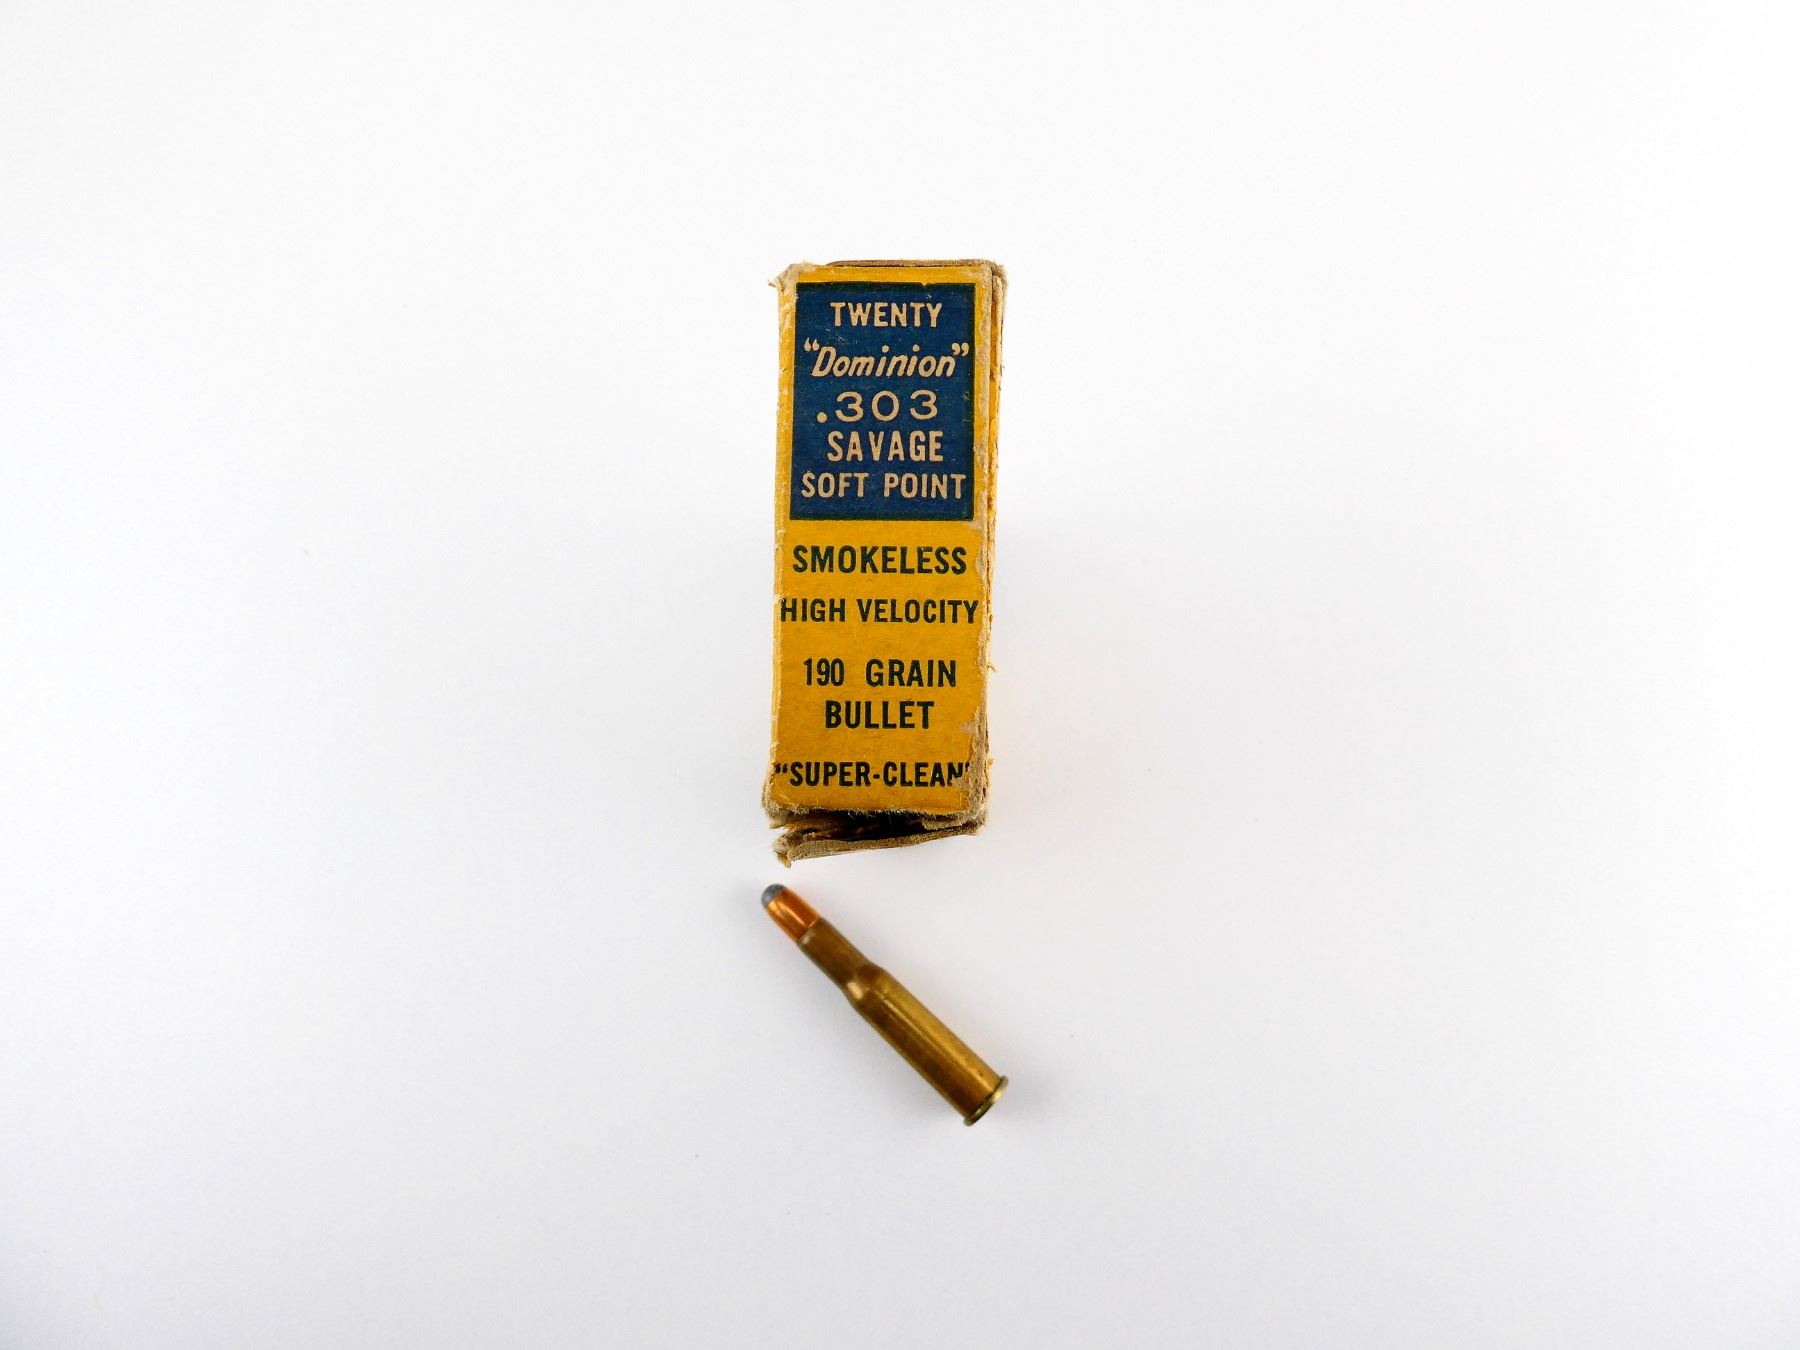 TWENTY
"Dominion"
.303
SAVAGE
SOFT POINT
SMOKELESS
HIGH VELOCITY
190 GRAIN
BULLET
"SUPER-CLEAN"